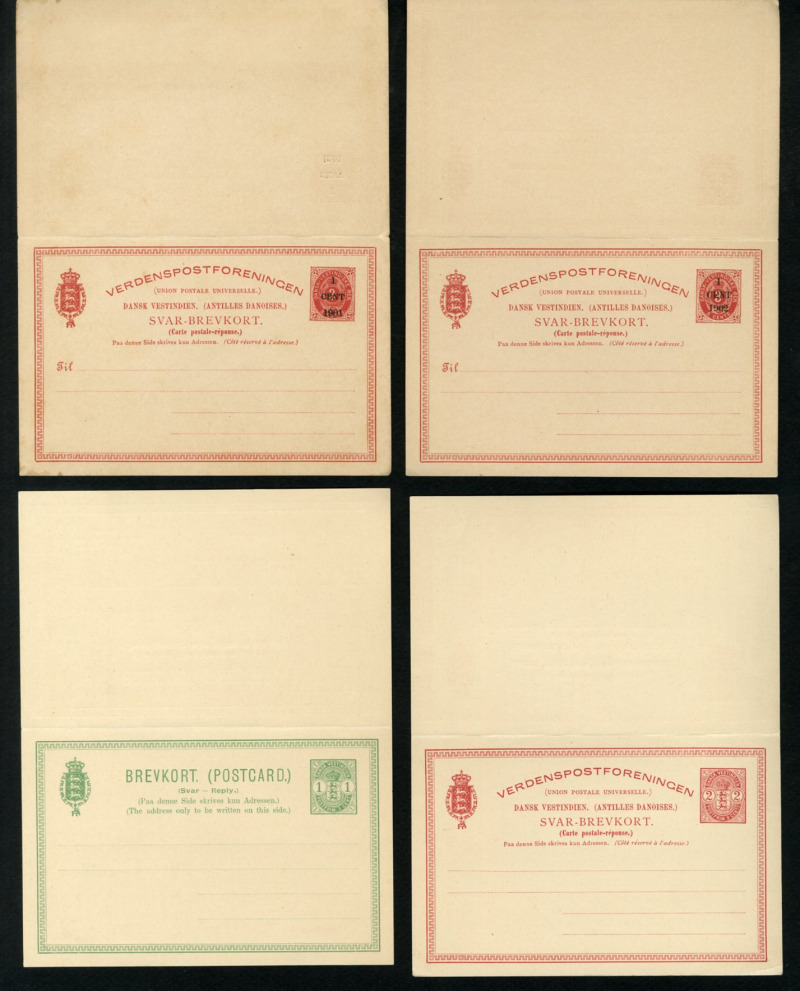 VERDENSPOSTFORENINGEN
(UNION POSTALE UNIVERSELLE.)
DANSK VESTINDIEN. (ANTILLES DANOISES.)
SVAR-BREVKORT.
(Carte postale-réponse.)
Paa denne Side skrives kun Adressen. (Côté réservé à l'adresse.)
Til
1
CENT
1901
VERDENSPOSTFORENINGEN
(UNION POSTALE UNIVERSELLE.)
DANSK VESTINDIEN. (ANTILLES DANOISES.)
SVAR-BREVKORT.
(Carte postale-réponse.)
Paa denne Side skrives kun Adressen. (Côté réservé à l'adresse.)
Til
1
CENT
1902
BREVKORT. (POSTCARD.)
(Svar – Reply.)
(Paa denne Side skrives kun Adressen.)
(The address only to be written on this side.)
1 1
VERDENSPOSTFORENINGEN
(UNION POSTALE UNIVERSELLE.)
DANSK VESTINDIEN. (ANTILLES DANOISES.)
SVAR-BREVKORT.
(Carte postale-réponse.)
Paa denne Side skrives kun Adressen. (Côté réservé à l'adresse.)
2 2